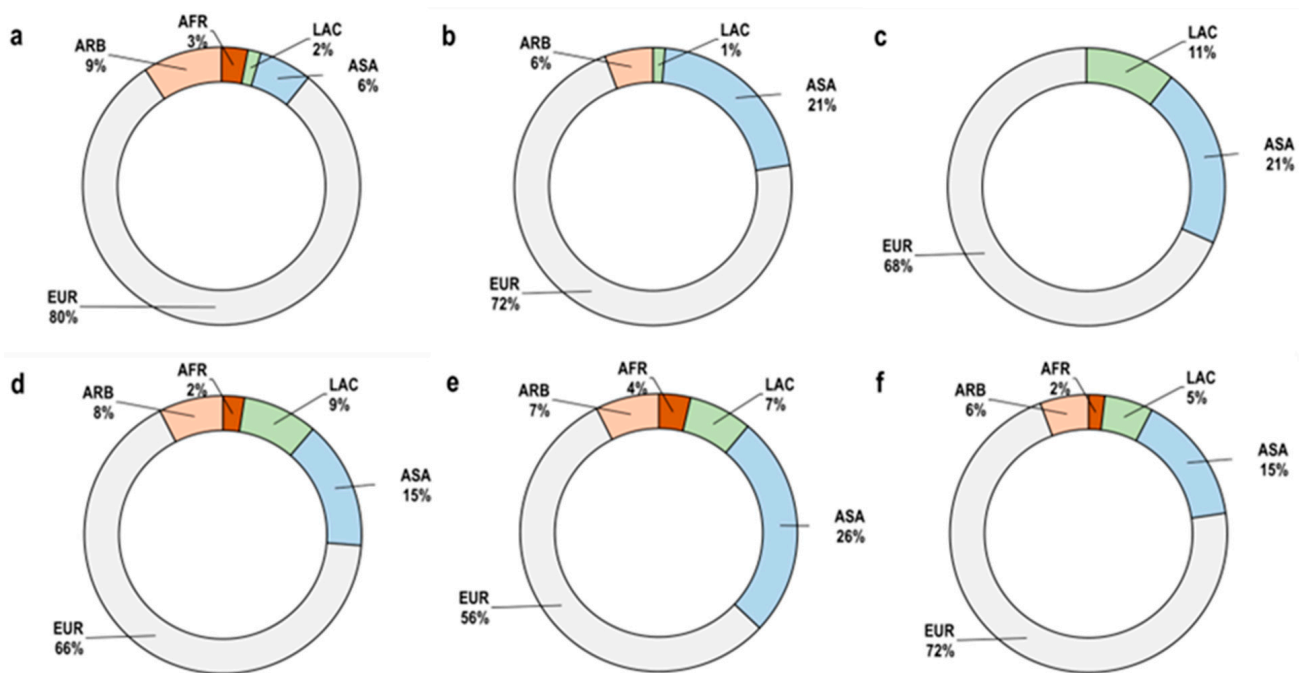 a
AFR
3%
LAC
2%
ARB
9%
ASA
6%
EUR
80%
b
ARB
6%
LAC
1%
ASA
21%
EUR
72%
c
LAC
11%
ASA
21%
EUR
68%
d
AFR
2%
ARB
8%
LAC
9%
ASA
15%
EUR
66%
e
AFR
4%
ARB
7%
LAC
7%
ASA
26%
EUR
56%
f
AFR
2%
ARB
6%
LAC
5%
ASA
15%
EUR
72%